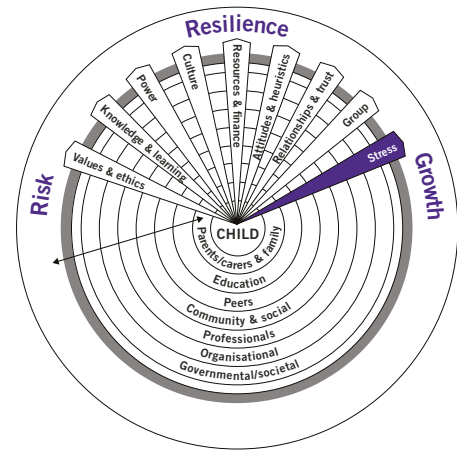 Resilience
Risk
Growth
Values & ethics
Knowledge & learning
Power
Culture
Resources & finance
Attitudes & heuristics
Relationships & trust
Group
Stress
CHILD
Parents/carers & family
Education
Peers
Community & social
Professionals
Organisational
Governmental/societal